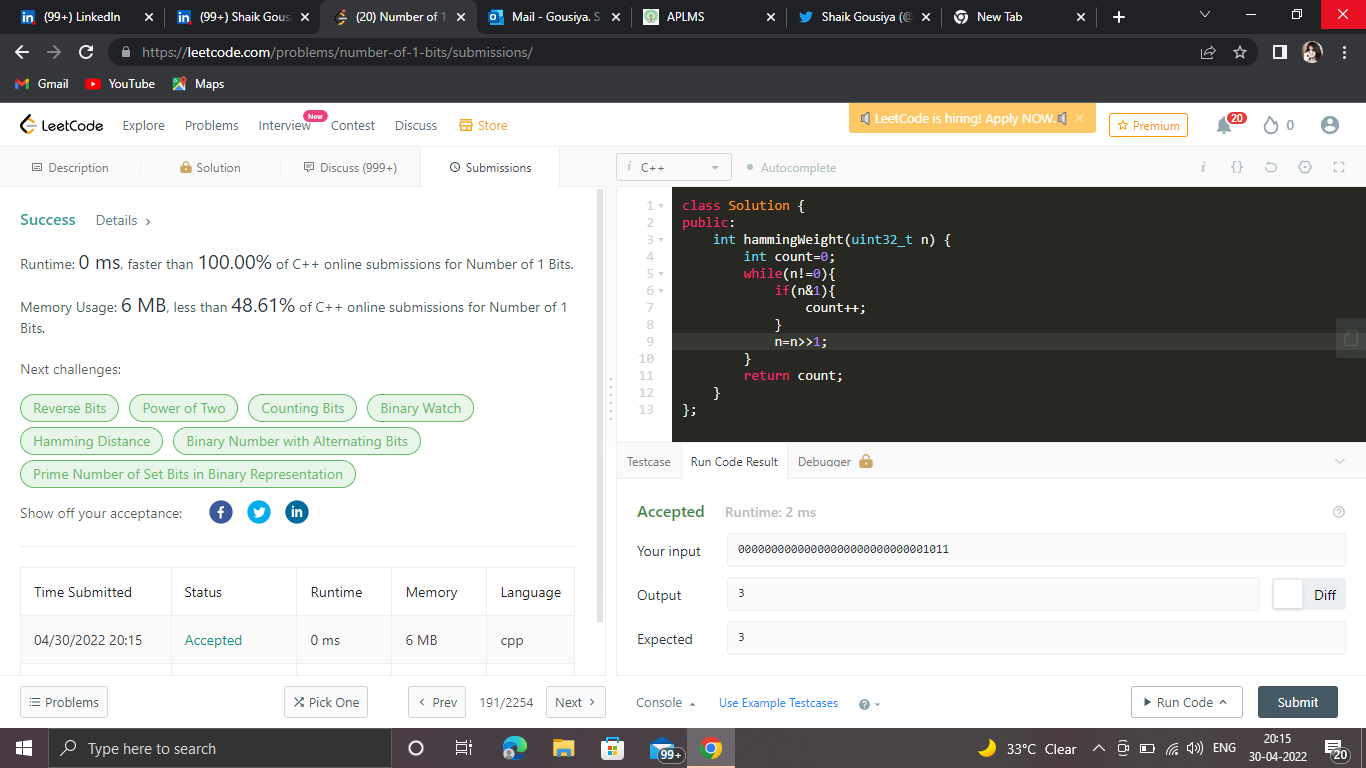 (99+) LinkedIn
(99+) Shaik Gous
(20) Number of 1
Mail - Gousiya. S
APLMS
Shaik Gousiya (@
New Tab
https://leetcode.com/problems/number-of-1-bits/submissions/
Gmail
YouTube
Maps
LeetCode
Explore
Problems
Interview
New
Contest
Discuss
Store
LeetCode is hiring! Apply NOW.
Premium
20
0
Description
Solution
Discuss (999+)
Submissions
i C++
Autocomplete
i {}
Success Details >
Runtime: 0 ms, faster than 100.00% of C++ online submissions for Number of 1 Bits.
Memory Usage: 6 MB, less than 48.61% of C++ online submissions for Number of 1
Bits.
Next challenges:
Reverse Bits
Power of Two
Counting Bits
Binary Watch
Hamming Distance
Binary Number with Alternating Bits
Prime Number of Set Bits in Binary Representation
Show off your acceptance:
Time Submitted Status Runtime Memory Language
04/30/2022 20:15 Accepted 0 ms 6 MB cpp
1 class Solution {
2 public:
3 int hammingWeight(uint32_t n) {
4 int count=0;
5 while(n!=0){
6 if(n&1){
7 count++;
8 }
9 n=n>>1;
10 }
11 return count;
12 }
13 };
Testcase
Run Code Result
Debugger
Accepted Runtime: 2 ms
Your input 00000000000000000000000000001011
Output 3 Diff
Expected 3
Problems
Pick One
Prev
191/2254
Next
Console
Use Example Testcases
Run Code
Submit
Type here to search
99+
33°C Clear
ENG
20:15
30-04-2022
20